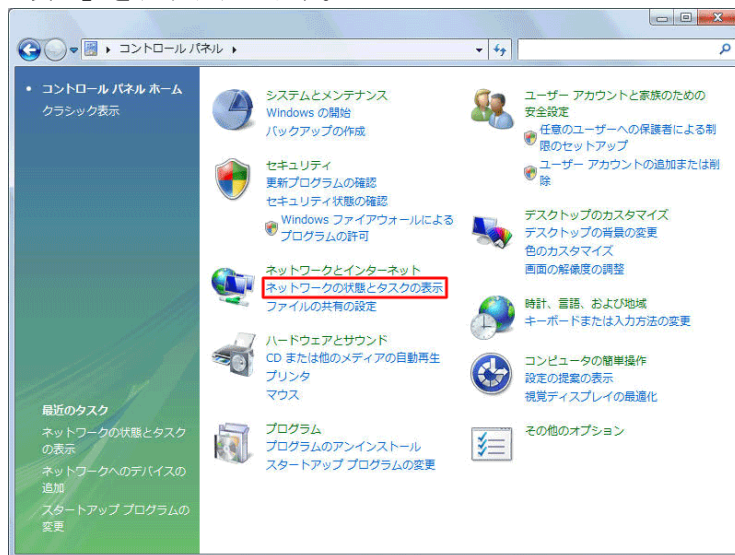 コントロール パネル
コントロール パネル ホーム
クラシック表示
システムとメンテナンス
Windows の開始
バックアップの作成
セキュリティ
更新プログラムの確認
セキュリティ状態の確認
Windows ファイアウォールによる
プログラムの許可
ネットワークとインターネット
ネットワークの状態とタスクの表示
ファイルの共有の設定
ハードウェアとサウンド
CD または他のメディアの自動再生
プリンタ
マウス
プログラム
プログラムのアンインストール
スタートアップ プログラムの変更
ユーザー アカウントと家族のための
安全設定
任意のユーザーへの保護者による制
限のセットアップ
ユーザー アカウントの追加または削
除
デスクトップのカスタマイズ
デスクトップの背景の変更
色のカスタマイズ
画面の解像度の調整
時計、言語、および地域
キーボードまたは入力方法の変更
コンピュータの簡単操作
設定の提案の表示
視覚ディスプレイの最適化
その他のオプション
最近のタスク
ネットワークの状態とタスク
の表示
ネットワークへのデバイスの
追加
スタートアップ プログラムの
変更